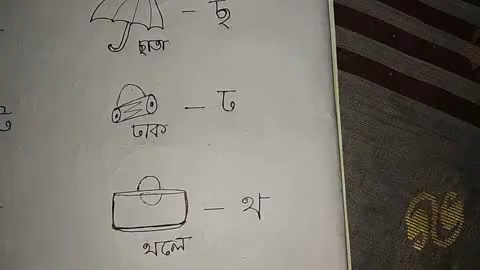 — ছ
ছাতা
— ঢ
ঢাক
— থ
থলে